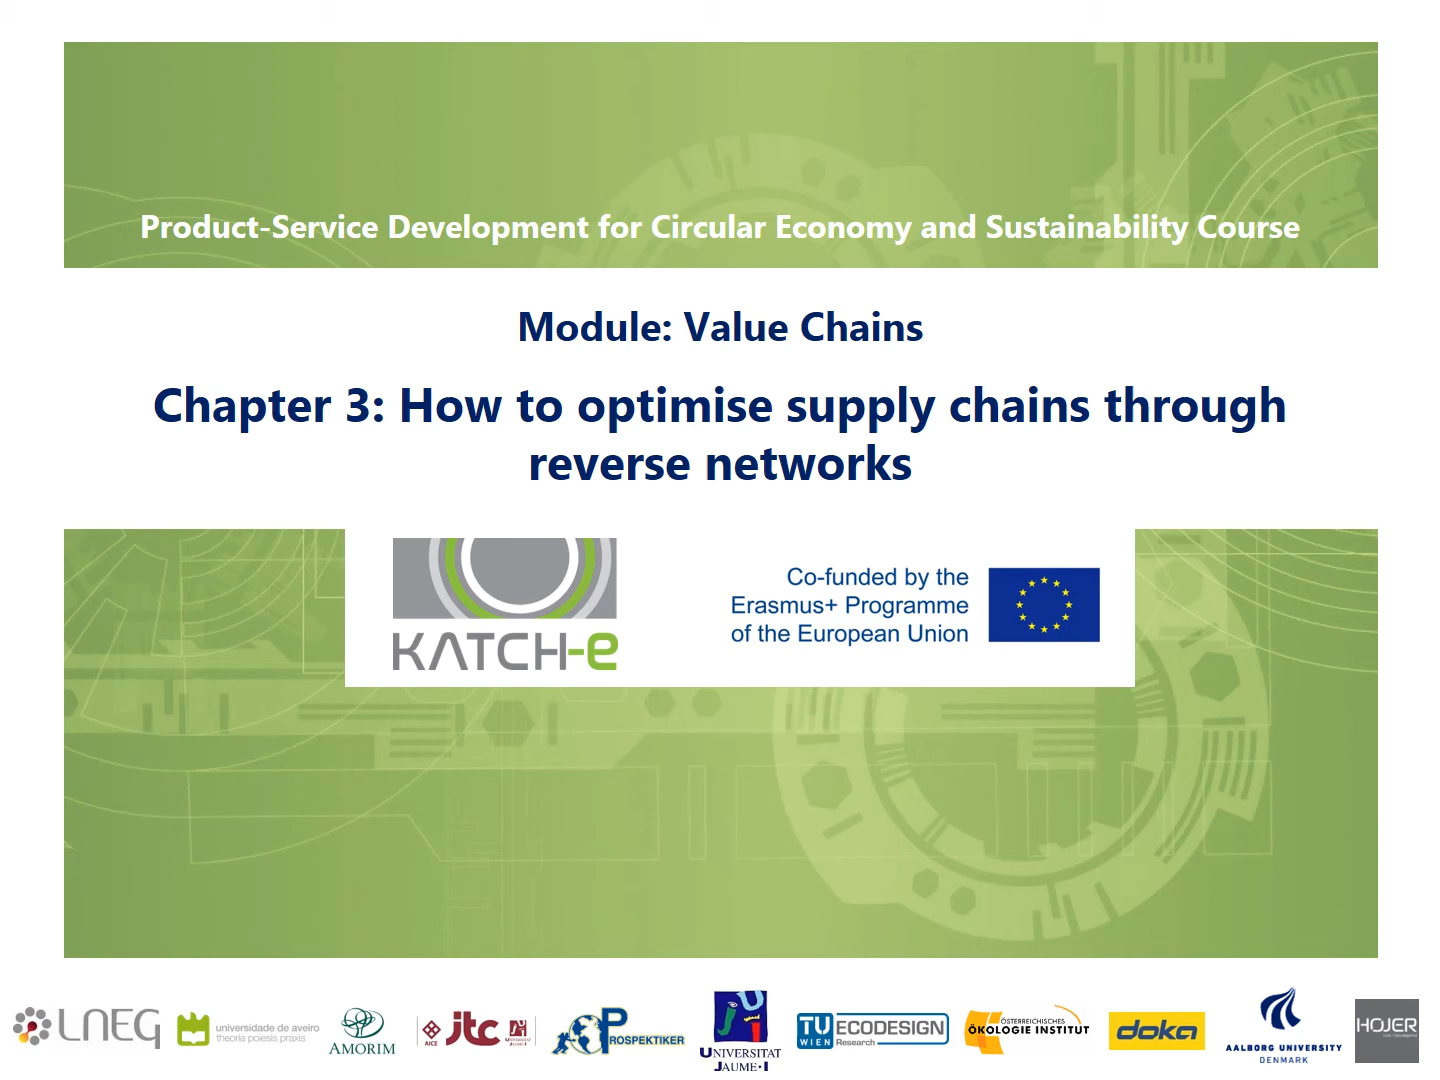 Product-Service Development for Circular Economy and Sustainability Course
Module: Value Chains
Chapter 3: How to optimise supply chains through
reverse networks
KATCH-e
Co-funded by the
Erasmus+ Programme
of the European Union
LNEG
universidade de aveiro
theoria poiesis praxis
AMORIM
AICE
jtc
UNIVERSITAT
JAUME·I
PROSPEKTIKER
UJI
UNIVERSITAT
JAUME·I
TU
WIEN
ECODESIGN
Research
ÖSTERREICHISCHES
ÖKOLOGIE INSTITUT
doka
AALBORG UNIVERSITY
DENMARK
HOJER